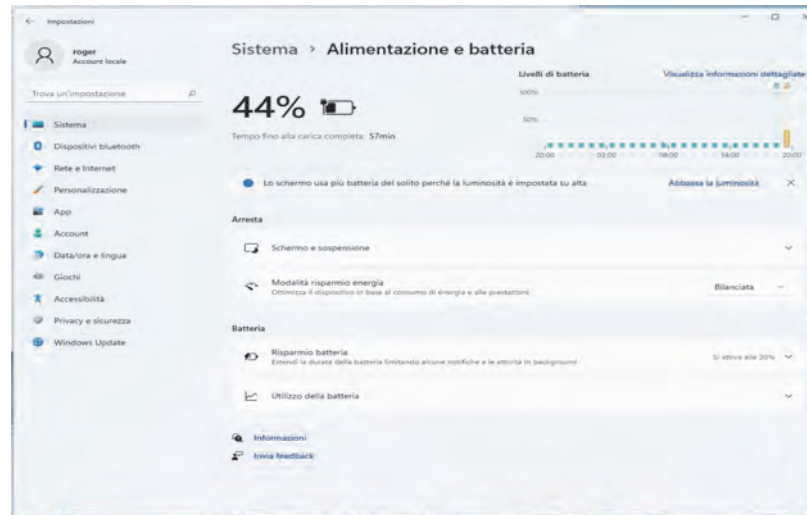 Impostazioni
roger
Account locale
Trova un'impostazione
Sistema
Dispositivi bluetooth
Rete e Internet
Personalizzazione
App
Account
Data/ora e lingua
Giochi
Accessibilità
Privacy e sicurezza
Windows Update
Sistema > Alimentazione e batteria
44%
Tempo fino alla carica completa: 57min
Livelli di batteria
Visualizza informazioni dettagliate
100%
50%
20:00 02:00 08:00 14:00 20:00
Lo schermo usa più batteria del solito perché la luminosità è impostata su alta
Abbassa la luminosità
Arresta
Schermo e sospensione
Modalità risparmio energia
Ottimizza il dispositivo in base al consumo di energia e alle prestazioni
Bilanciata
Batteria
Risparmio batteria
Estendi la durata della batteria limitando alcune notifiche e le attività in background
Si attiva alle 20%
Utilizzo della batteria
Informazioni
Invia feedback